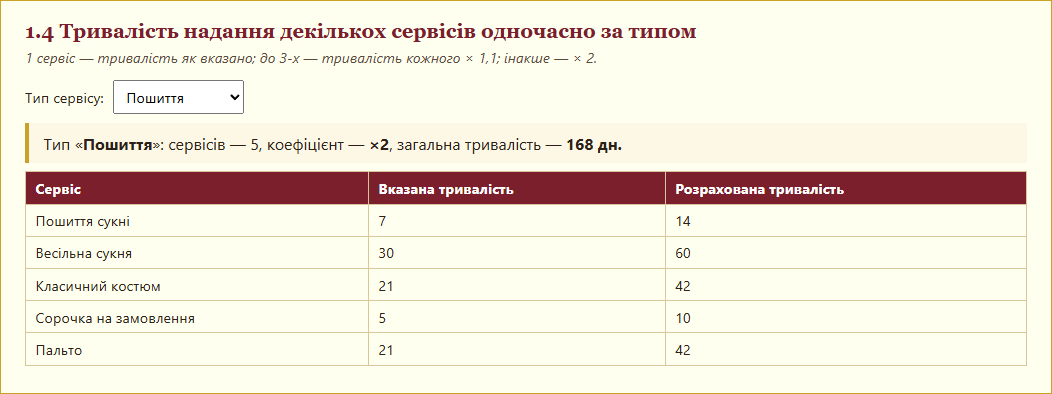 1.4 Тривалість надання декількох сервісів одночасно за типом
1 сервіс — тривалість як вказано; до 3-х — тривалість кожного × 1,1; інакше — × 2.
Тип сервісу: Пошиття
Тип «Пошиття»: сервісів — 5, коефіцієнт — ×2, загальна тривалість — 168 дн.
Сервіс Вказана тривалість Розрахована тривалість
Пошиття сукні 7 14
Весільна сукня 30 60
Класичний костюм 21 42
Сорочка на замовлення 5 10
Пальто 21 42